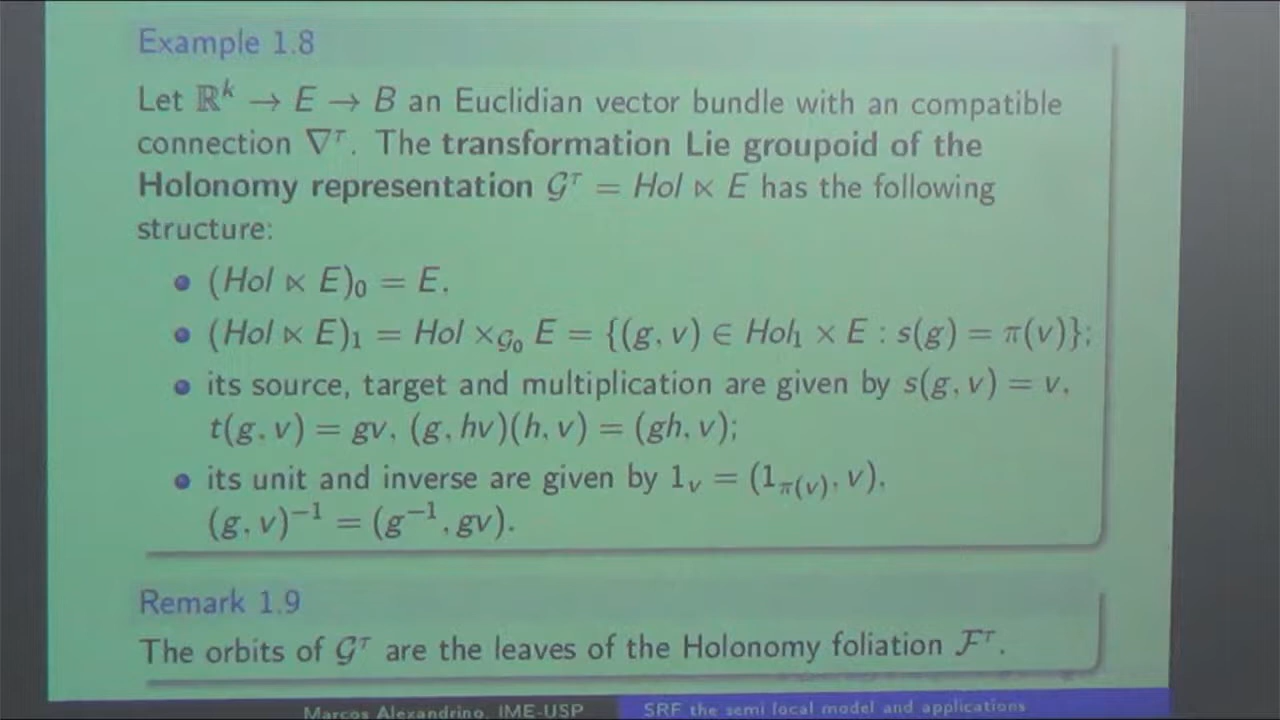 Example 1.8
Let ℝᵏ → E → B an Euclidian vector bundle with an compatible
connection ∇^τ. The transformation Lie groupoid of the
Holonomy representation 𝒢^τ = Hol ⋉ E has the following
structure:
(Hol ⋉ E)₀ = E.
(Hol ⋉ E)₁ = Hol ×_{𝒢₀} E = {(g, v) ∈ Hol₁ × E : s(g) = π(v)};
its source, target and multiplication are given by s(g, v) = v,
t(g, v) = gv, (g, hv)(h, v) = (gh, v);
its unit and inverse are given by 1_v = (1_{π(v)}, v),
(g, v)⁻¹ = (g⁻¹, gv).
Remark 1.9
The orbits of 𝒢^τ are the leaves of the Holonomy foliation ℱ^τ.
Marcos Alexandrino, IME-USP SRF the semi local model and applications